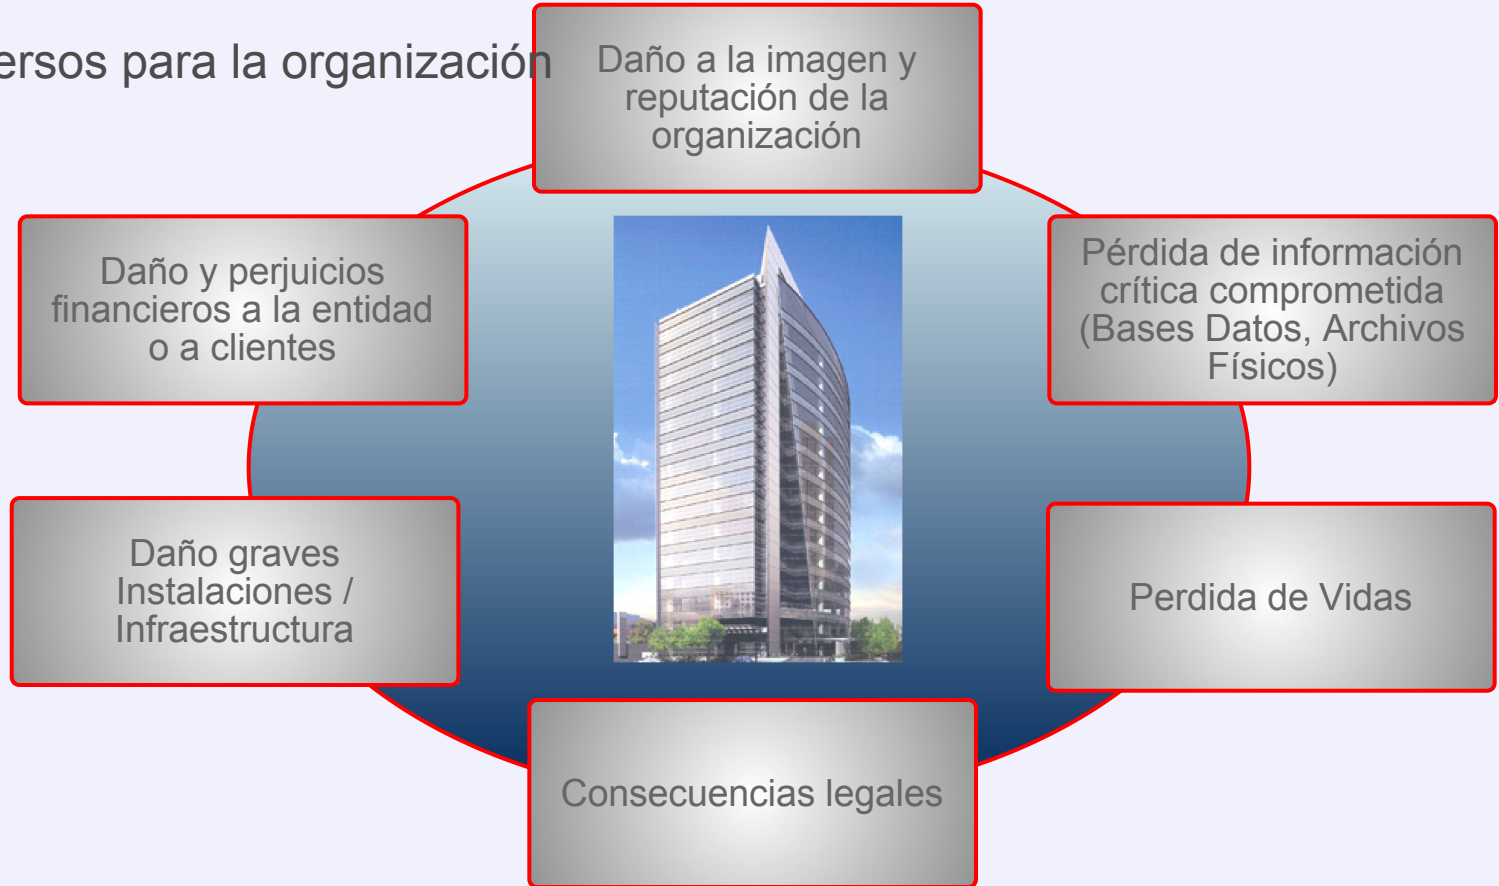 ersos para la organización
Daño a la imagen y
reputación de la
organización
Daño y perjuicios
financieros a la entidad
o a clientes
Pérdida de información
crítica comprometida
(Bases Datos, Archivos
Físicos)
Daño graves
Instalaciones /
Infraestructura
Perdida de Vidas
Consecuencias legales